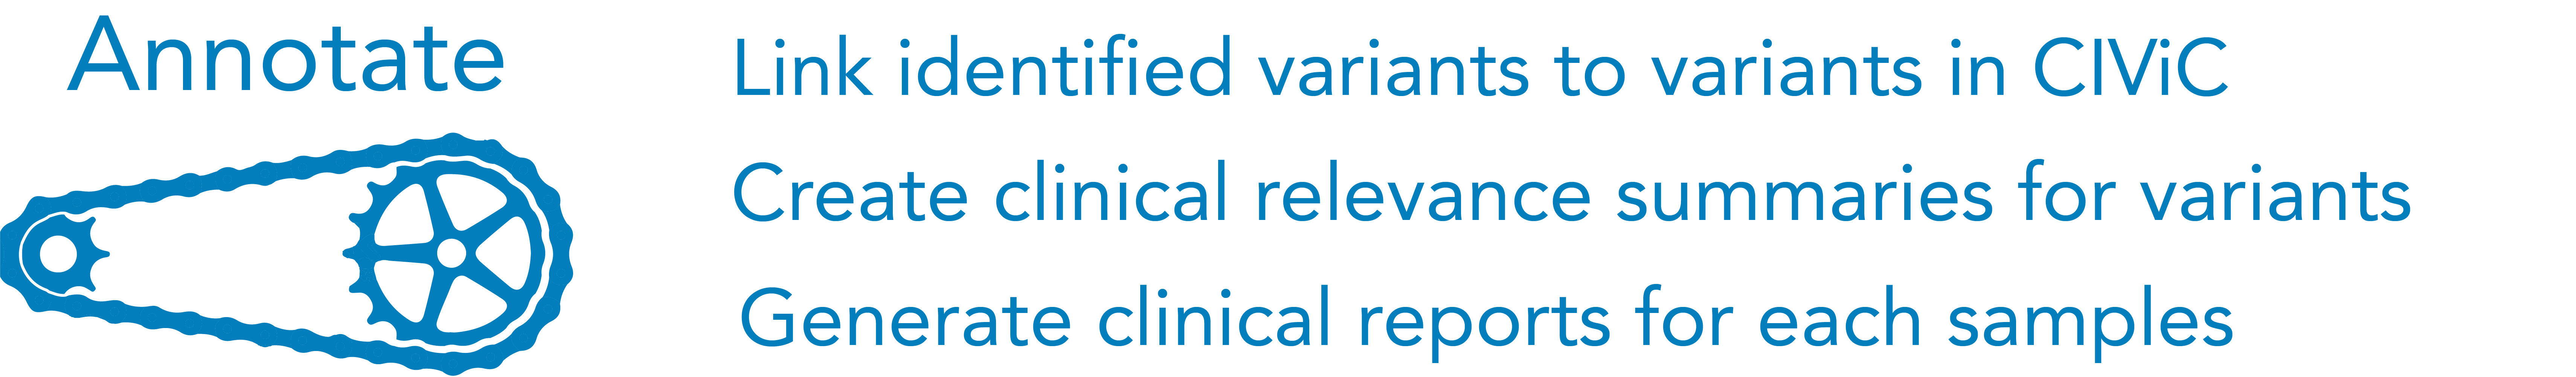 Annotate
Link identified variants to variants in CIViC
Create clinical relevance summaries for variants
Generate clinical reports for each samples